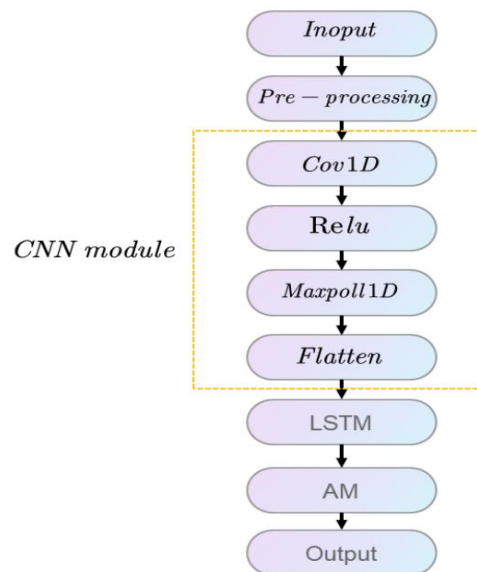 Inoput
Pre - processing
Cov1D
Relu
CNN module
Maxpoll1D
Flatten
LSTM
AM
Output